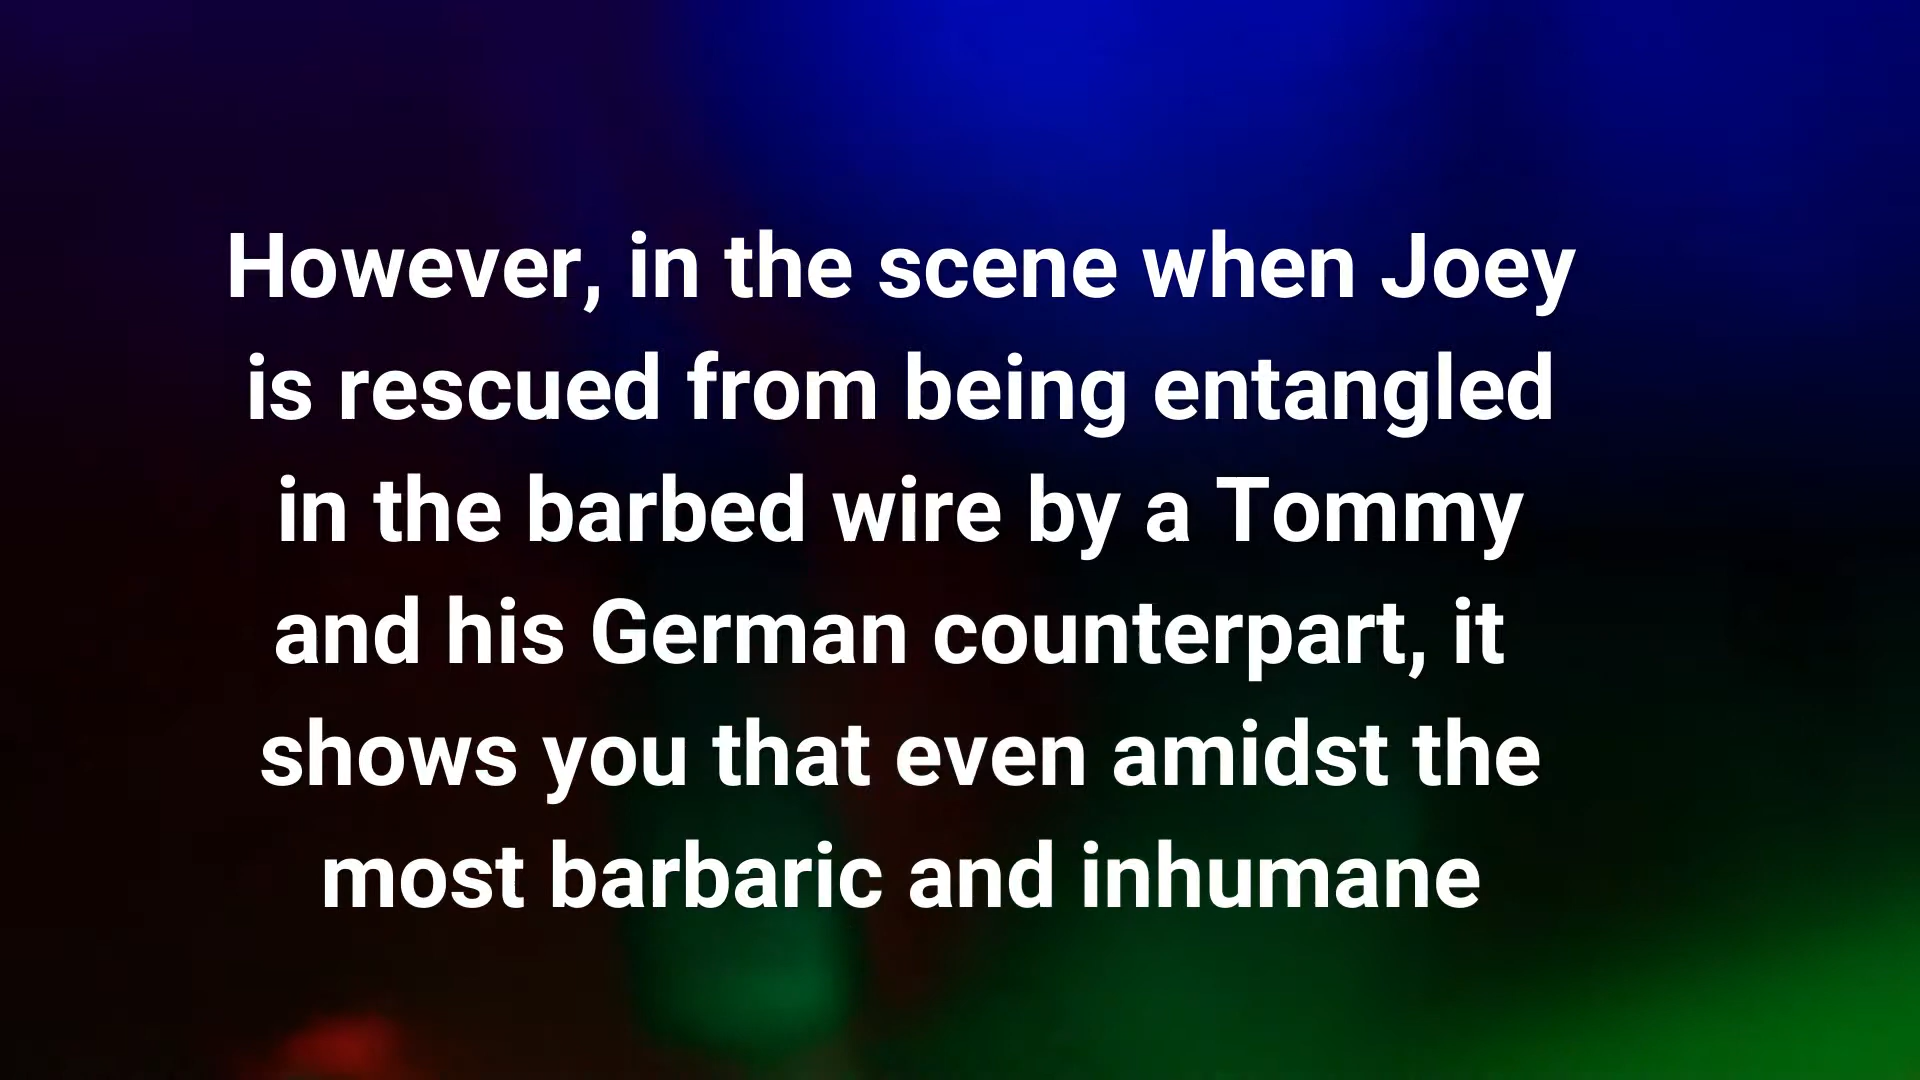 However, in the scene when Joey
is rescued from being entangled
in the barbed wire by a Tommy
and his German counterpart, it
shows you that even amidst the
most barbaric and inhumane